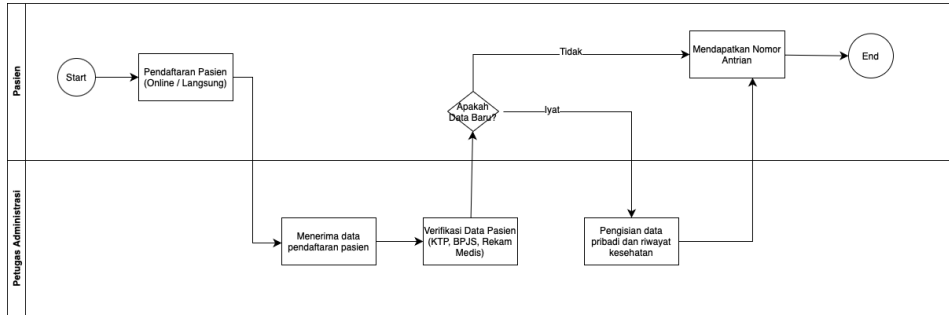 Pasien
Start
Pendaftaran Pasien
(Online / Langsung)
Apakah
Data Baru?
Tidak
Iyat
Mendapatkan Nomor
Antrian
End
Petugas Administrasi
Menerima data
pendaftaran pasien
Verifikasi Data Pasien
(KTP, BPJS, Rekam
Medis)
Pengisian data
pribadi dan riwayat
kesehatan